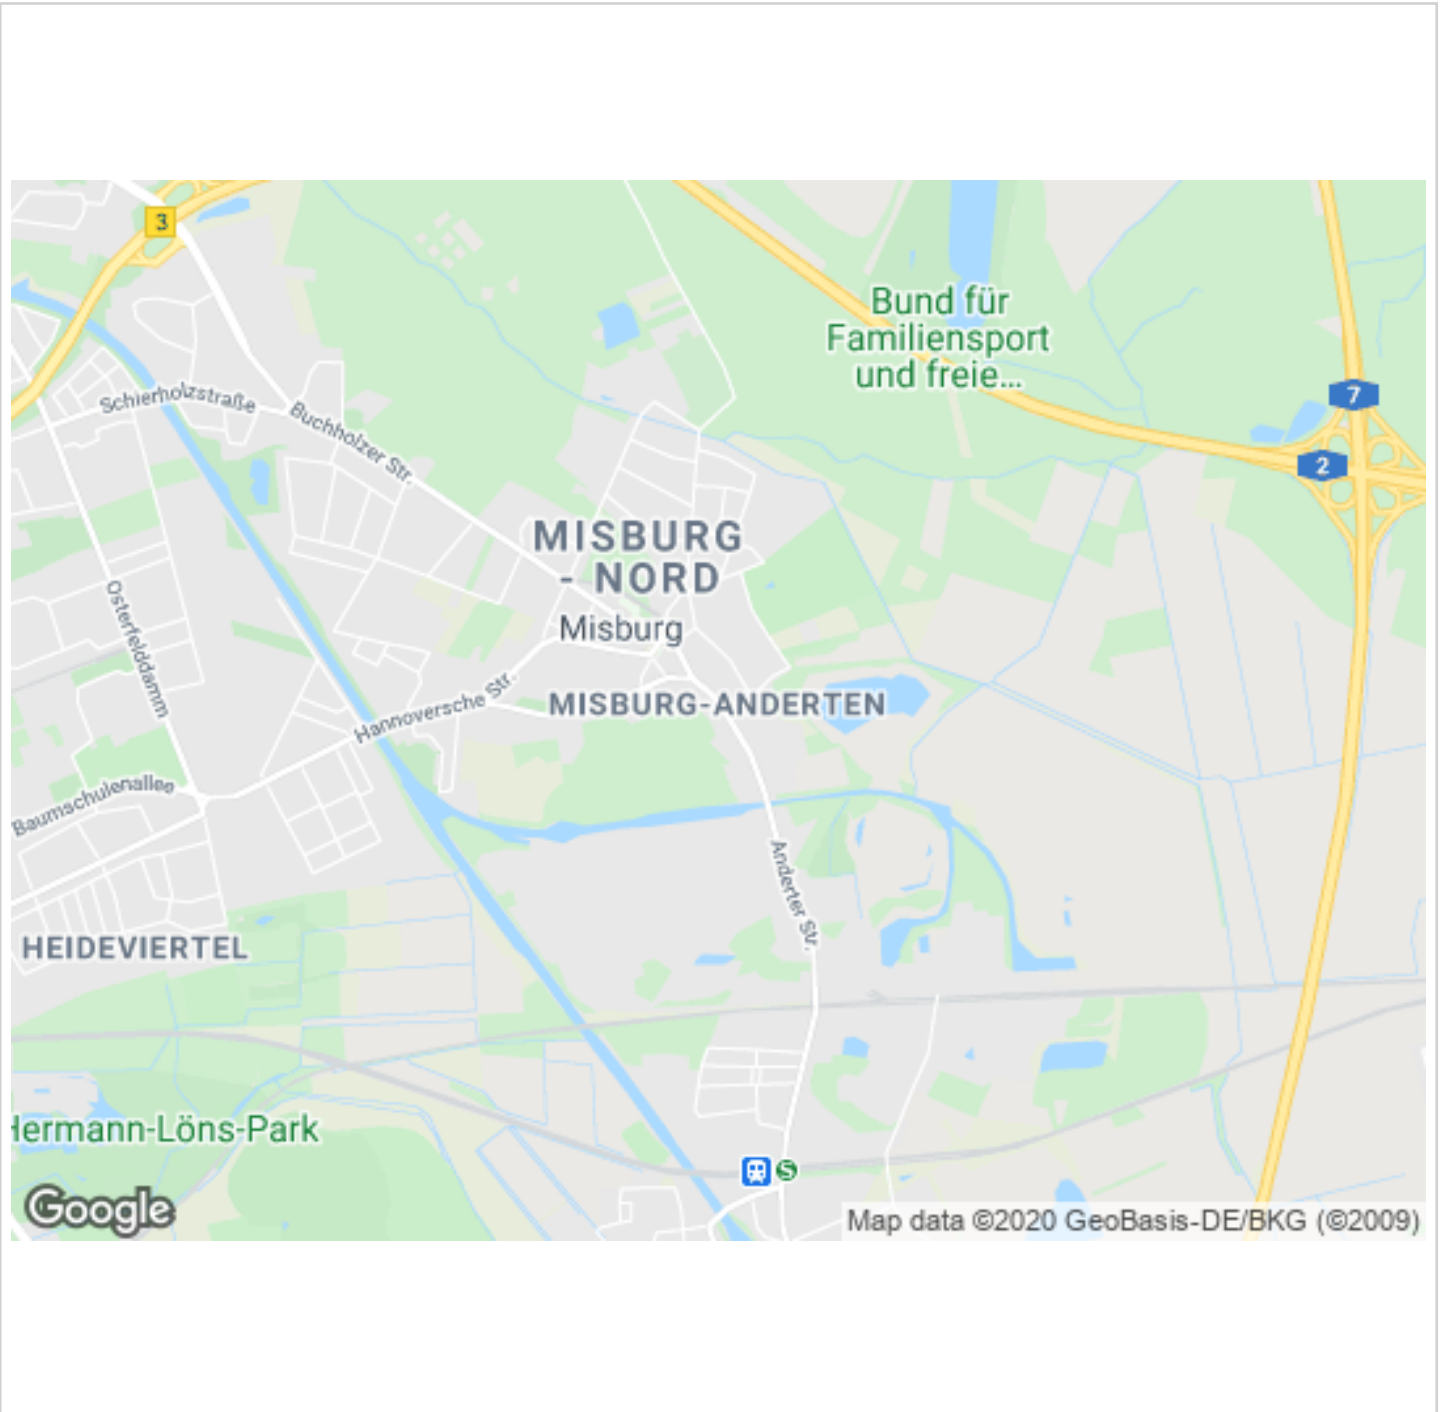 3
Bund für
Familiensport
und freie...
7
Schierholzstraße
Buchholzer Str.
2
MISBURG
- NORD
Misburg
Osterfelddamm
Hannoversche Str.
MISBURG-ANDERTEN
Baumschulenallee
Anderter Str.
HEIDEVIERTEL
Hermann-Löns-Park
S
Google
Map data ©2020 GeoBasis-DE/BKG (©2009)